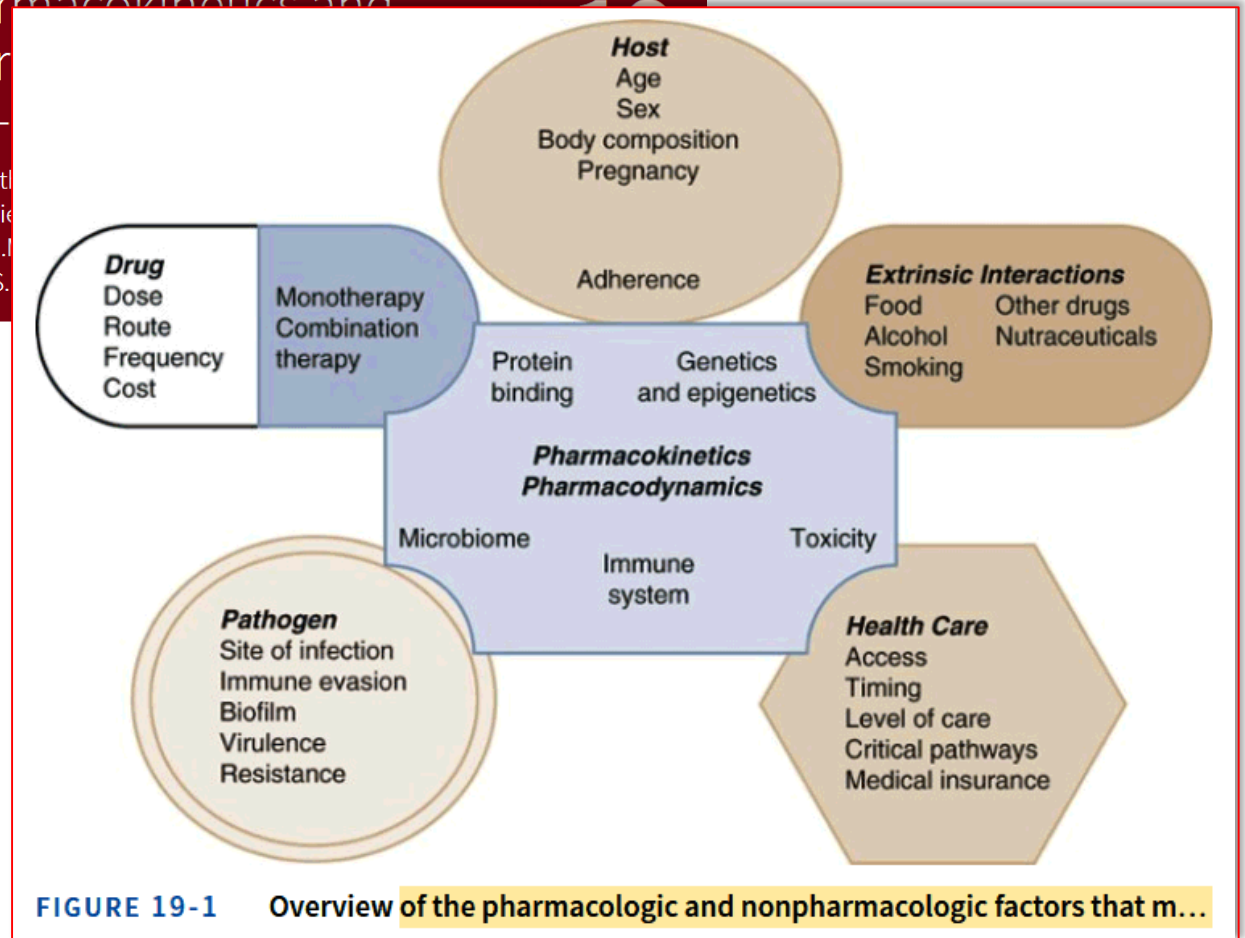 Host
Age
Sex
Body composition
Pregnancy
Adherence
Drug
Dose
Route
Frequency
Cost
Monotherapy
Combination
therapy
Extrinsic Interactions
Food Other drugs
Alcohol Nutraceuticals
Smoking
Protein
binding
Genetics
and epigenetics
Pharmacokinetics
Pharmacodynamics
Microbiome
Immune
system
Toxicity
Pathogen
Site of infection
Immune evasion
Biofilm
Virulence
Resistance
Health Care
Access
Timing
Level of care
Critical pathways
Medical insurance
FIGURE 19-1 Overview of the pharmacologic and nonpharmacologic factors that m…